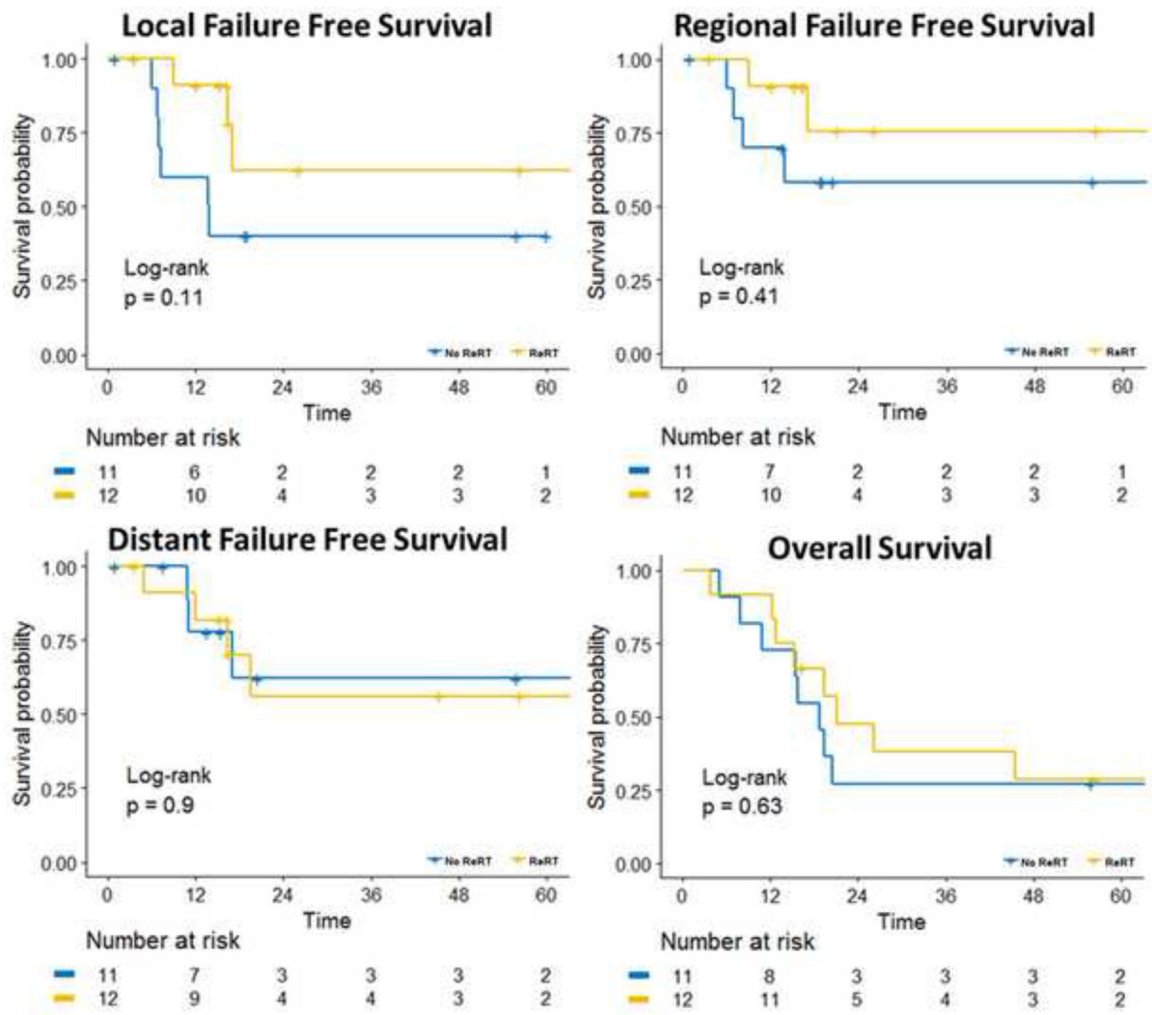 Local Failure Free Survival
Survival probability
1.00
0.75
0.50
0.25
0.00
Log-rank
p = 0.11
No ReRT ReRT
0 12 24 36 48 60
Time
Number at risk
11 6 2 2 2 1
12 10 4 3 3 2
Regional Failure Free Survival
Survival probability
1.00
0.75
0.50
0.25
0.00
Log-rank
p = 0.41
No ReRT ReRT
0 12 24 36 48 60
Time
Number at risk
11 7 2 2 2 1
12 10 4 3 3 2
Distant Failure Free Survival
Survival probability
1.00
0.75
0.50
0.25
0.00
Log-rank
p = 0.9
No ReRT ReRT
0 12 24 36 48 60
Time
Number at risk
11 7 3 3 3 2
12 9 4 4 3 2
Overall Survival
Survival probability
1.00
0.75
0.50
0.25
0.00
Log-rank
p = 0.63
No ReRT ReRT
0 12 24 36 48 60
Time
Number at risk
11 8 3 3 3 2
12 11 5 4 3 2